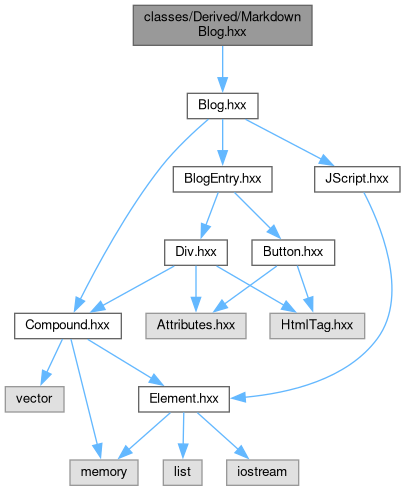 classes/Derived/Markdown
Blog.hxx
Blog.hxx
BlogEntry.hxx
JScript.hxx
Div.hxx
Button.hxx
Compound.hxx
Attributes.hxx
HtmlTag.hxx
vector
Element.hxx
memory
list
iostream